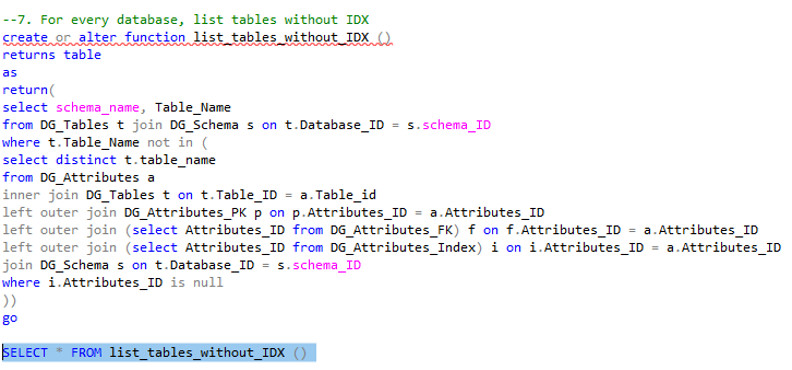 --7. For every database, list tables without IDX
create or alter function list_tables_without_IDX ()
returns table
as
return(
select schema_name, Table_Name
from DG_Tables t join DG_Schema s on t.Database_ID = s.schema_ID
where t.Table_Name not in (
select distinct t.table_name
from DG_Attributes a
inner join DG_Tables t on t.Table_ID = a.Table_id
left outer join DG_Attributes_PK p on p.Attributes_ID = a.Attributes_ID
left outer join (select Attributes_ID from DG_Attributes_FK) f on f.Attributes_ID = a.Attributes_ID
left outer join (select Attributes_ID from DG_Attributes_Index) i on i.Attributes_ID = a.Attributes_ID
join DG_Schema s on t.Database_ID = s.schema_ID
where i.Attributes_ID is null
))
go
SELECT * FROM list_tables_without_IDX ()